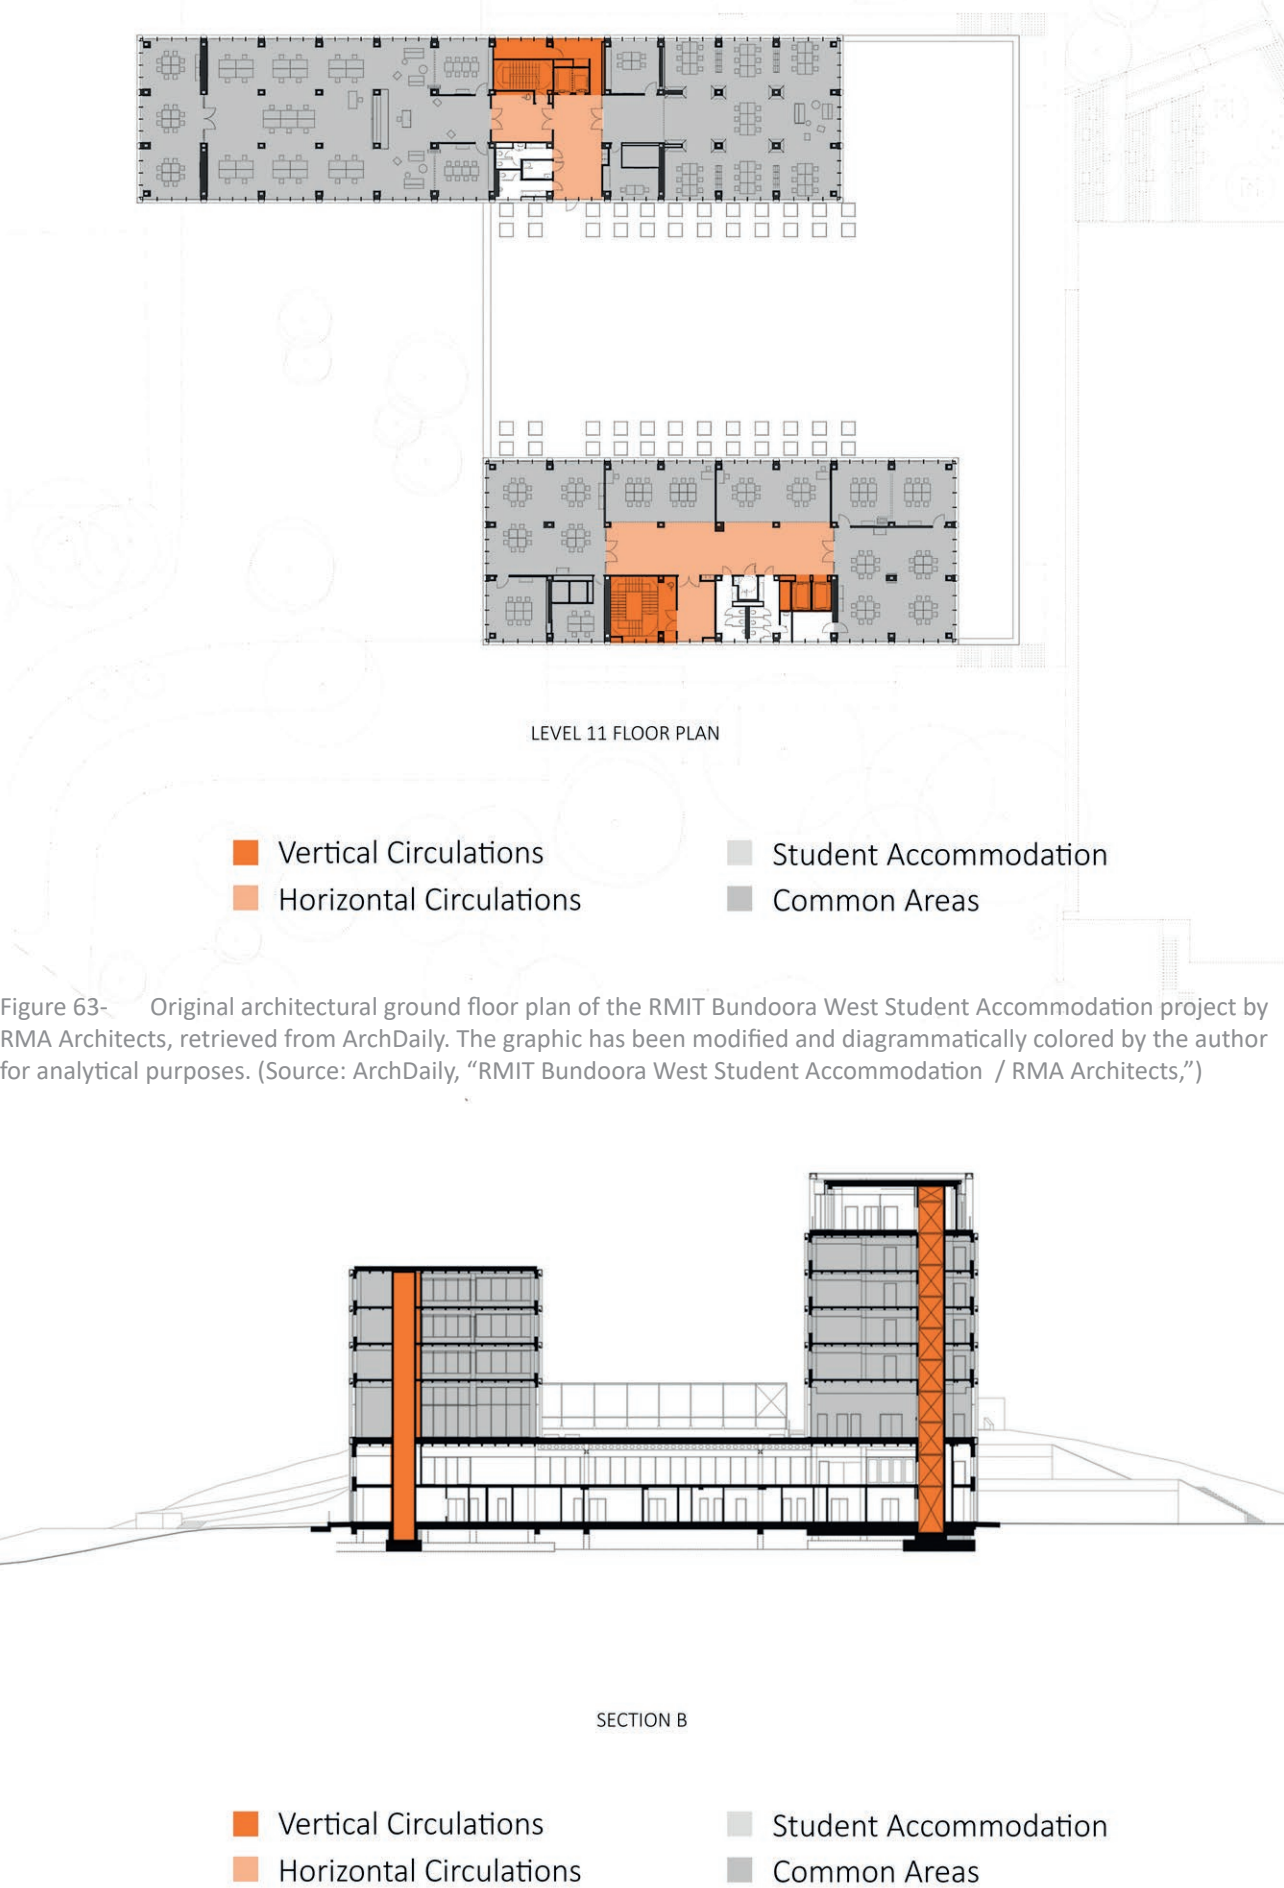 LEVEL 11 FLOOR PLAN
Vertical Circulations
Student Accommodation
Horizontal Circulations
Common Areas
Figure 63- Original architectural ground floor plan of the RMIT Bundoora West Student Accommodation project by
RMA Architects, retrieved from ArchDaily. The graphic has been modified and diagrammatically colored by the author
for analytical purposes. (Source: ArchDaily, “RMIT Bundoora West Student Accommodation / RMA Architects,”)
SECTION B
Vertical Circulations
Student Accommodation
Horizontal Circulations
Common Areas